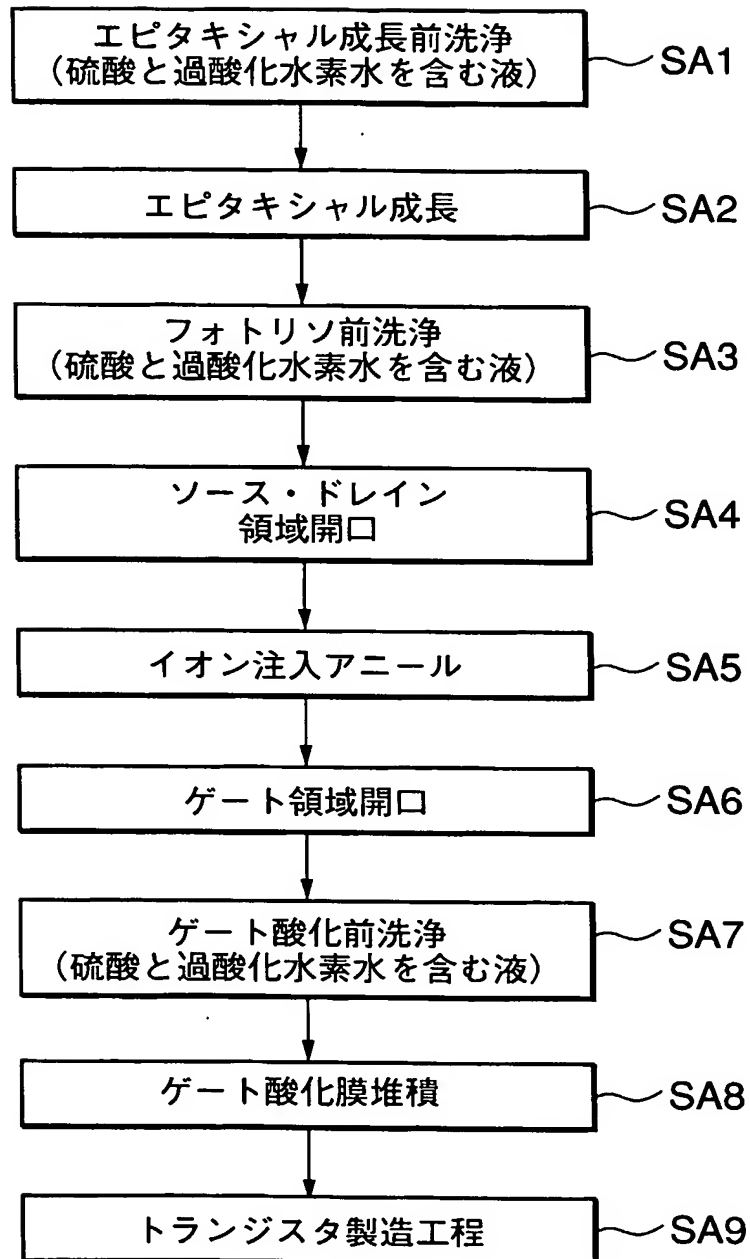 エピタキシャル成長前洗浄
(硫酸と過酸化水素水を含む液)
SA1
エピタキシャル成長
SA2
フォトリソ前洗浄
(硫酸と過酸化水素水を含む液)
SA3
ソース・ドレイン
領域開口
SA4
イオン注入アニール
SA5
ゲート領域開口
SA6
ゲート酸化前洗浄
(硫酸と過酸化水素水を含む液)
SA7
ゲート酸化膜堆積
SA8
トランジスタ製造工程
SA9